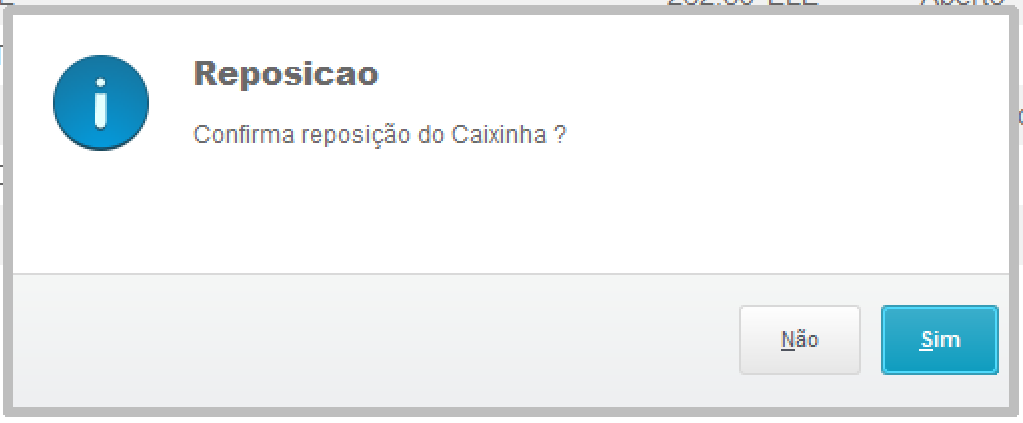 Reposicao
Confirma reposição do Caixinha ?
Não
Sim